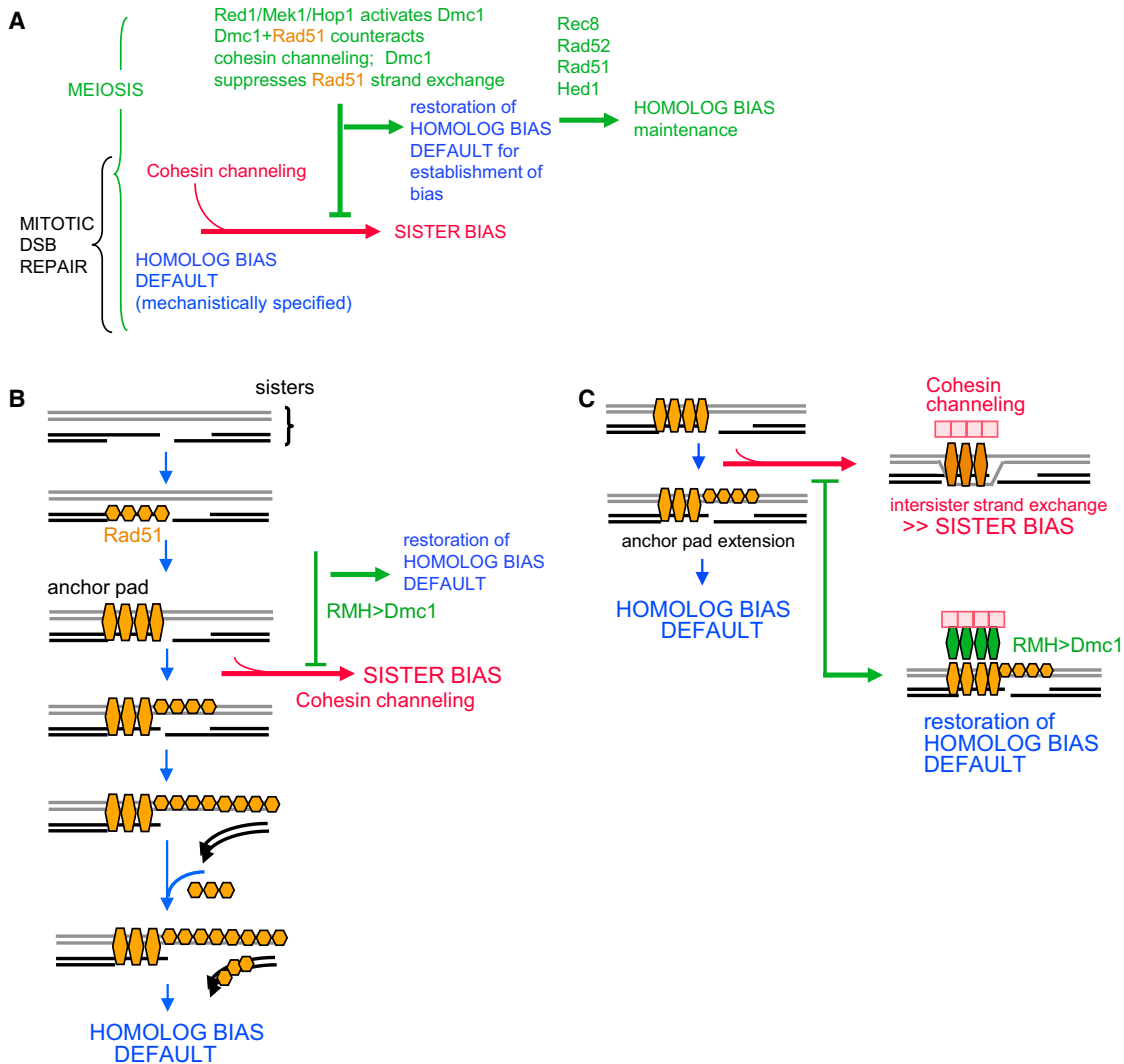 A
Red1/Mek1/Hop1 activates Dmc1
Dmc1+Rad51 counteracts
cohesin channeling; Dmc1
suppresses Rad51 strand exchange
Rec8
Rad52
Rad51
Hed1
MEIOSIS
restoration of
HOMOLOG BIAS
DEFAULT for
establishment of
bias
HOMOLOG BIAS
maintenance
Cohesin channeling
MITOTIC
DSB
REPAIR
SISTER BIAS
HOMOLOG BIAS
DEFAULT
(mechanistically specified)
B
sisters
Rad51
anchor pad
restoration of
HOMOLOG BIAS
DEFAULT
RMH>Dmc1
SISTER BIAS
Cohesin channeling
HOMOLOG BIAS
DEFAULT
C
Cohesin
channeling
anchor pad extension
HOMOLOG BIAS
DEFAULT
intersister strand exchange
>> SISTER BIAS
RMH>Dmc1
restoration of
HOMOLOG BIAS
DEFAULT